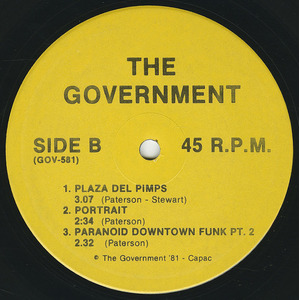 THE
GOVERNMENT
SIDE B 45 R.P.M.
(GOV-581)
1. PLAZA DEL PIMPS
3.07 (Paterson - Stewart)
2. PORTRAIT
2:34 (Paterson)
3. PARANOID DOWNTOWN FUNK PT. 2
2.32 (Paterson)
© The Government '81 - Capac